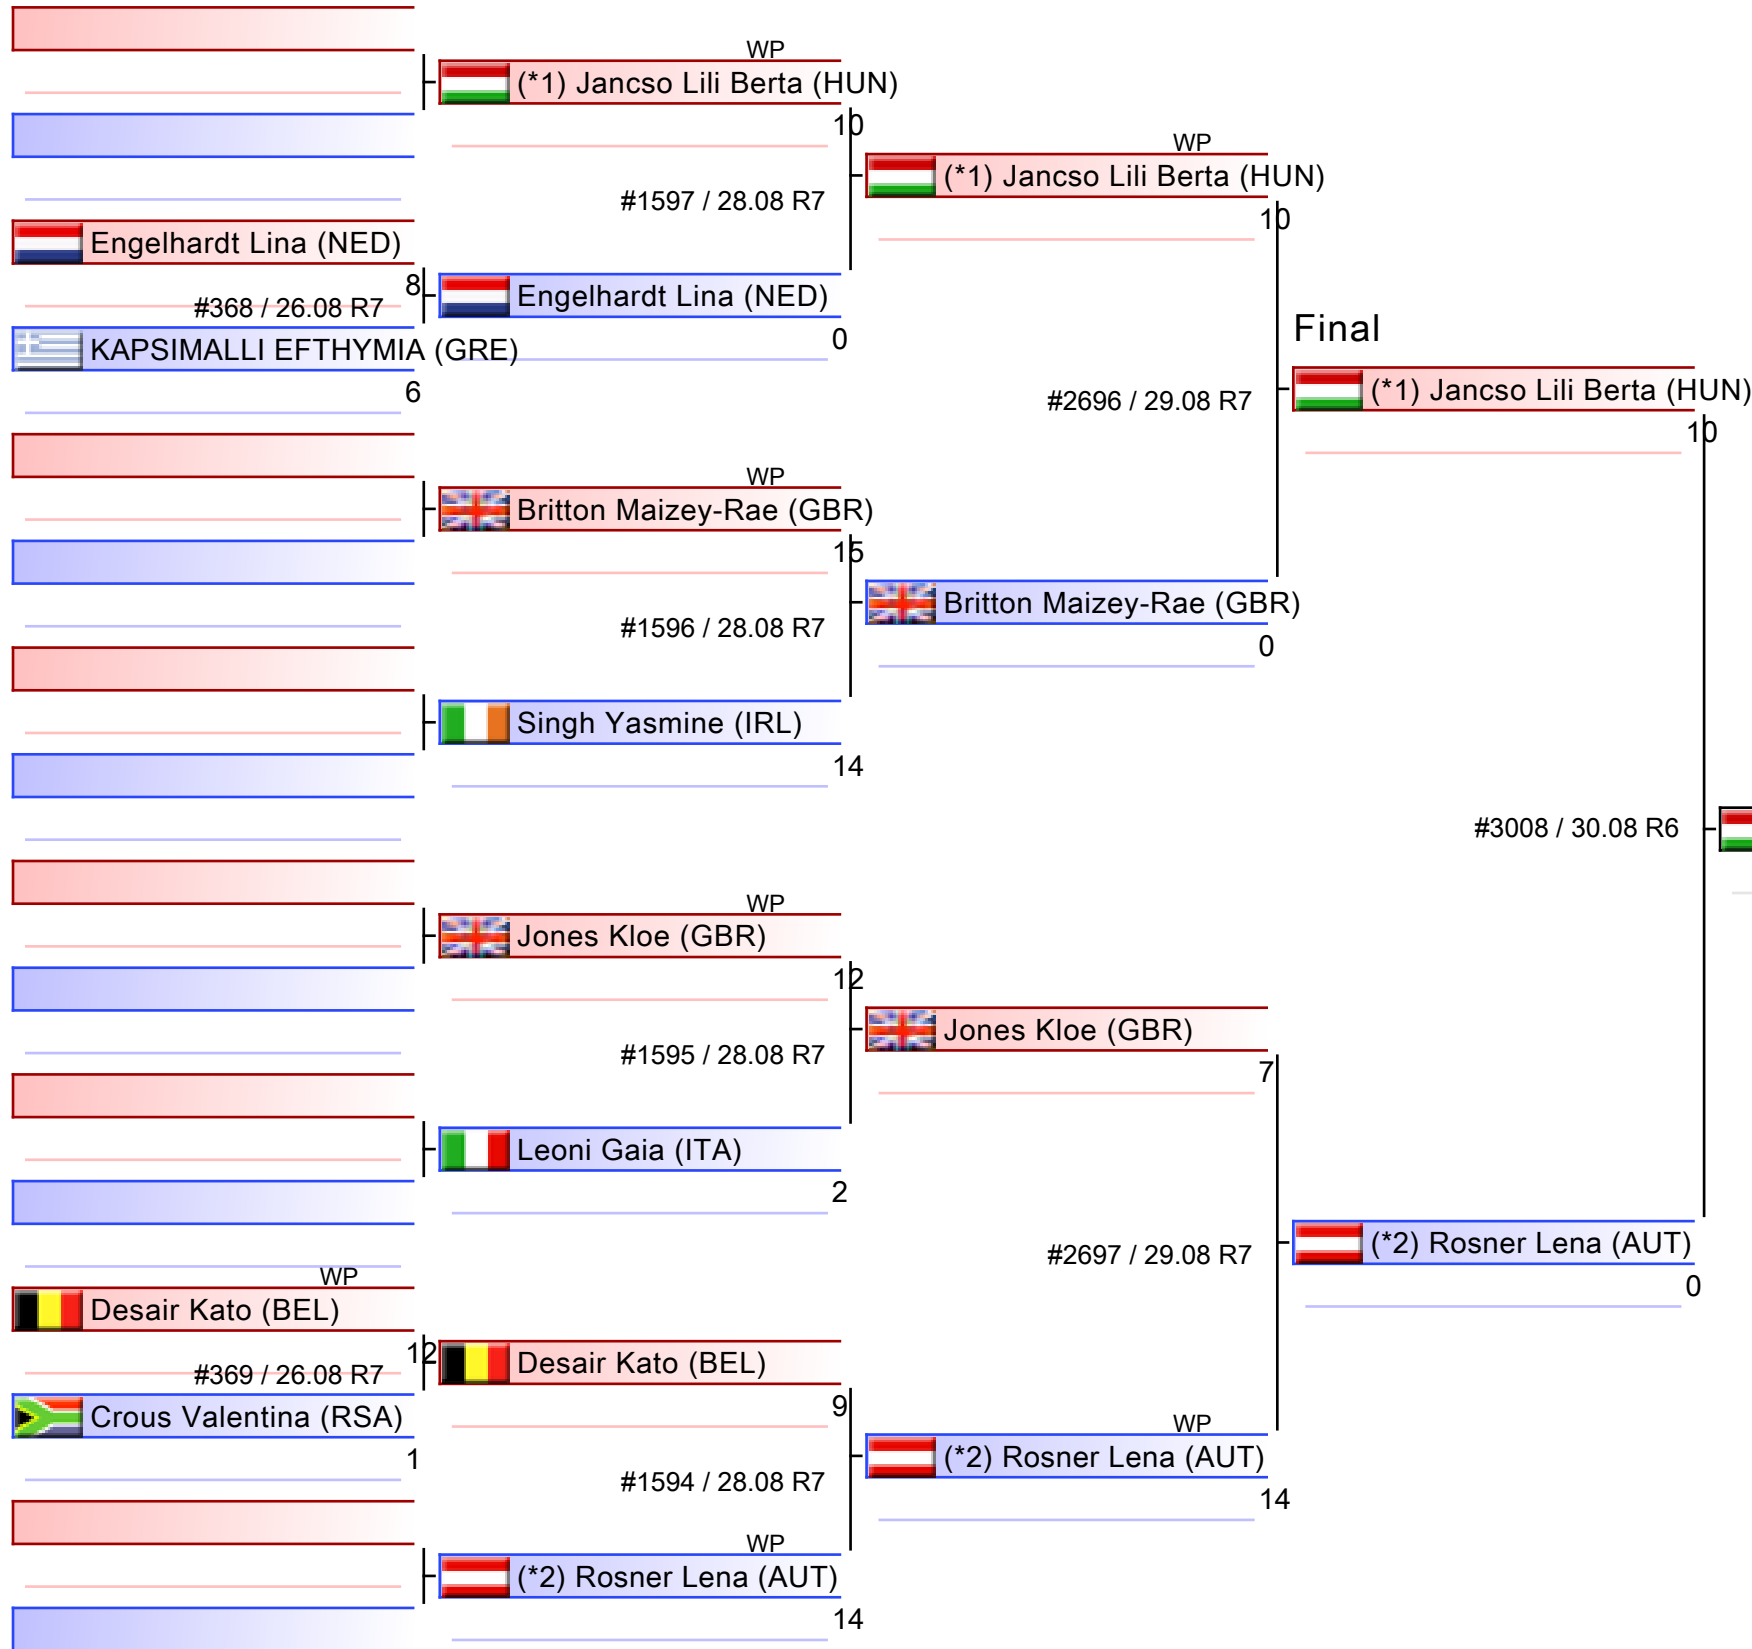 WP
(*1) Jancso Lili Berta (HUN)
10
WP
(*1) Jancso Lili Berta (HUN)
#1597 / 28.08 R7
10
Engelhardt Lina (NED)
8
#368 / 26.08 R7
Engelhardt Lina (NED)
0
KAPSIMALLI EFTHYMIA (GRE)
6
Final
(*1) Jancso Lili Berta (HUN)
#2696 / 29.08 R7
10
WP
Britton Maizey-Rae (GBR)
15
Britton Maizey-Rae (GBR)
#1596 / 28.08 R7
0
Singh Yasmine (IRL)
14
#3008 / 30.08 R6
WP
Jones Kloe (GBR)
12
Jones Kloe (GBR)
#1595 / 28.08 R7
7
Leoni Gaia (ITA)
2
#2697 / 29.08 R7
(*2) Rosner Lena (AUT)
0
WP
Desair Kato (BEL)
12
#369 / 26.08 R7
Desair Kato (BEL)
9
Crous Valentina (RSA)
1
WP
(*2) Rosner Lena (AUT)
#1594 / 28.08 R7
14
WP
(*2) Rosner Lena (AUT)
14